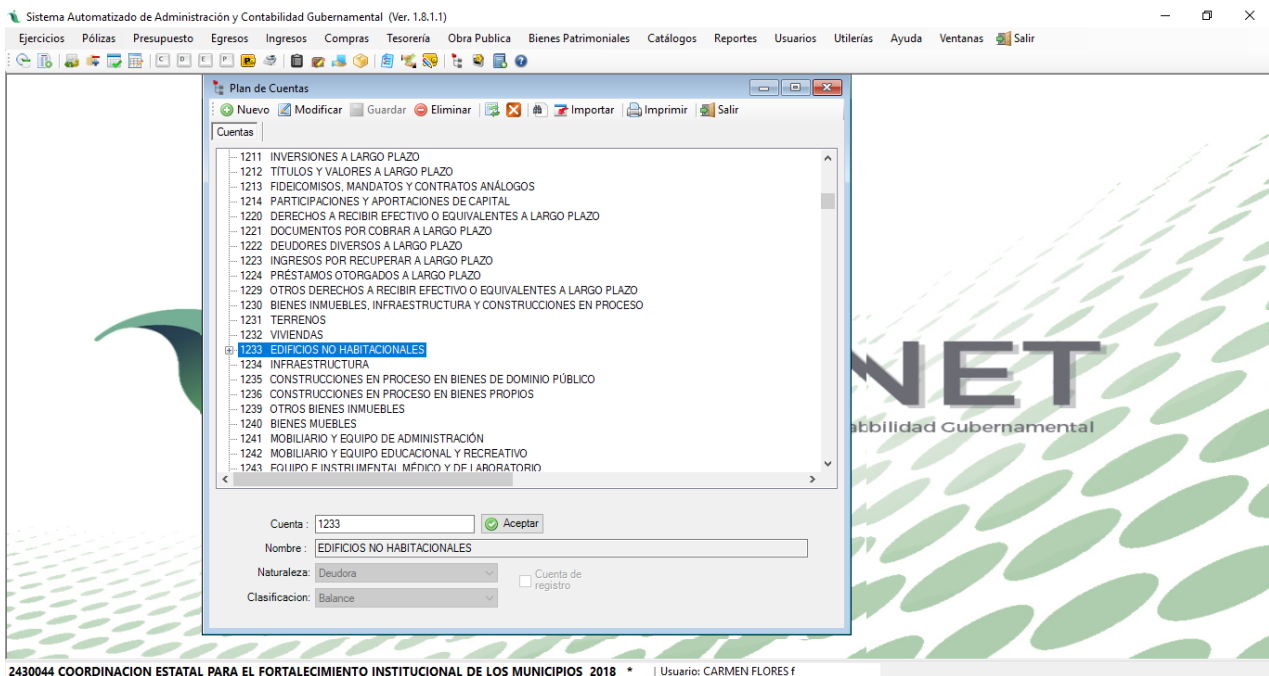 Sistema Automatizado de Administración y Contabilidad Gubernamental (Ver. 1.8.1.1)
Ejercicios Pólizas Presupuesto Egresos Ingresos Compras Tesorería Obra Publica Bienes Patrimoniales Catálogos Reportes Usuarios Utilerías Ayuda Ventanas Salir
C D E P
Plan de Cuentas
Nuevo Modificar Guardar Eliminar Importar Imprimir Salir
Cuentas
1211 INVERSIONES A LARGO PLAZO
1212 TÍTULOS Y VALORES A LARGO PLAZO
1213 FIDEICOMISOS, MANDATOS Y CONTRATOS ANÁLOGOS
1214 PARTICIPACIONES Y APORTACIONES DE CAPITAL
1220 DERECHOS A RECIBIR EFECTIVO O EQUIVALENTES A LARGO PLAZO
1221 DOCUMENTOS POR COBRAR A LARGO PLAZO
1222 DEUDORES DIVERSOS A LARGO PLAZO
1223 INGRESOS POR RECUPERAR A LARGO PLAZO
1224 PRÉSTAMOS OTORGADOS A LARGO PLAZO
1229 OTROS DERECHOS A RECIBIR EFECTIVO O EQUIVALENTES A LARGO PLAZO
1230 BIENES INMUEBLES, INFRAESTRUCTURA Y CONSTRUCCIONES EN PROCESO
1231 TERRENOS
1232 VIVIENDAS
1233 EDIFICIOS NO HABITACIONALES
1234 INFRAESTRUCTURA
1235 CONSTRUCCIONES EN PROCESO EN BIENES DE DOMINIO PÚBLICO
1236 CONSTRUCCIONES EN PROCESO EN BIENES PROPIOS
1239 OTROS BIENES INMUEBLES
1240 BIENES MUEBLES
1241 MOBILIARIO Y EQUIPO DE ADMINISTRACIÓN
1242 MOBILIARIO Y EQUIPO EDUCACIONAL Y RECREATIVO
1243 EQUIPO E INSTRUMENTAL MÉDICO Y DE LABORATORIO
NET
Gubernamental
Cuenta : 1233 Aceptar
Nombre : EDIFICIOS NO HABITACIONALES
Naturaleza: Deudora Cuenta de
registro
Clasificacion: Balance
2430044 COORDINACION ESTATAL PARA EL FORTALECIMIENTO INSTITUCIONAL DE LOS MUNICIPIOS 2018 * | Usuario: CARMEN FLORES f